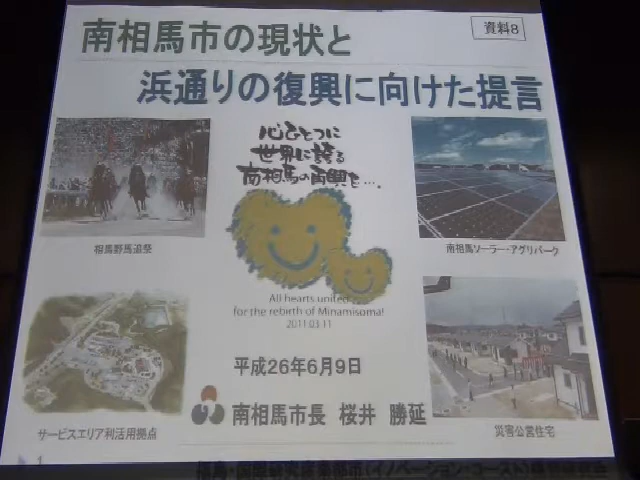 資料8
南相馬市の現状と
浜通りの復興に向けた提言
心ひとつに
世界に誇る
南相馬の再興を….
相馬野馬追祭
南相馬ソーラー・アグリパーク
All hearts united
for the rebirth of Minamisoma!
2011.03.11
平成26年6月9日
南相馬市長 桜井 勝延
サービスエリア利活用拠点
災害公営住宅
1